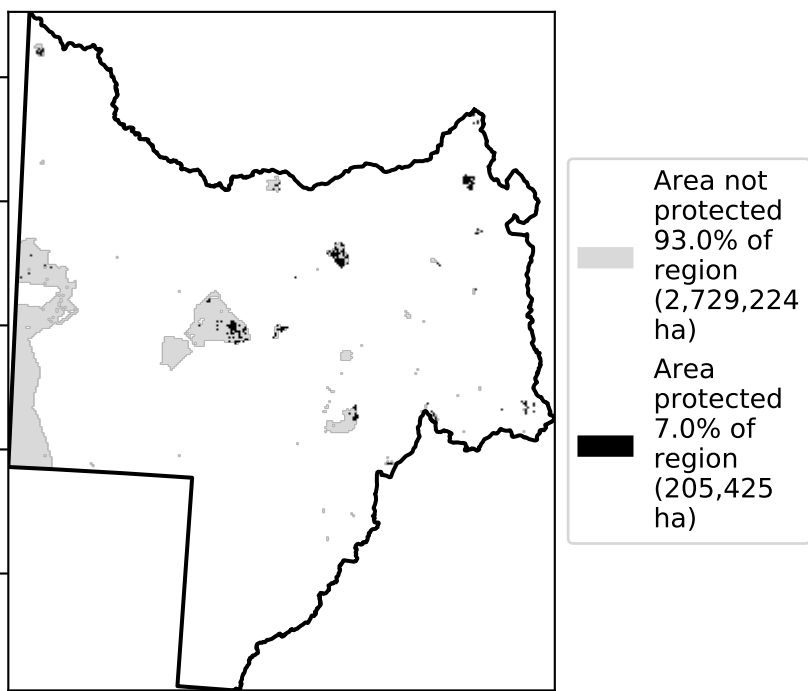 Area not
protected
93.0% of
region
(2,729,224
ha)
Area
protected
7.0% of
region
(205,425
ha)